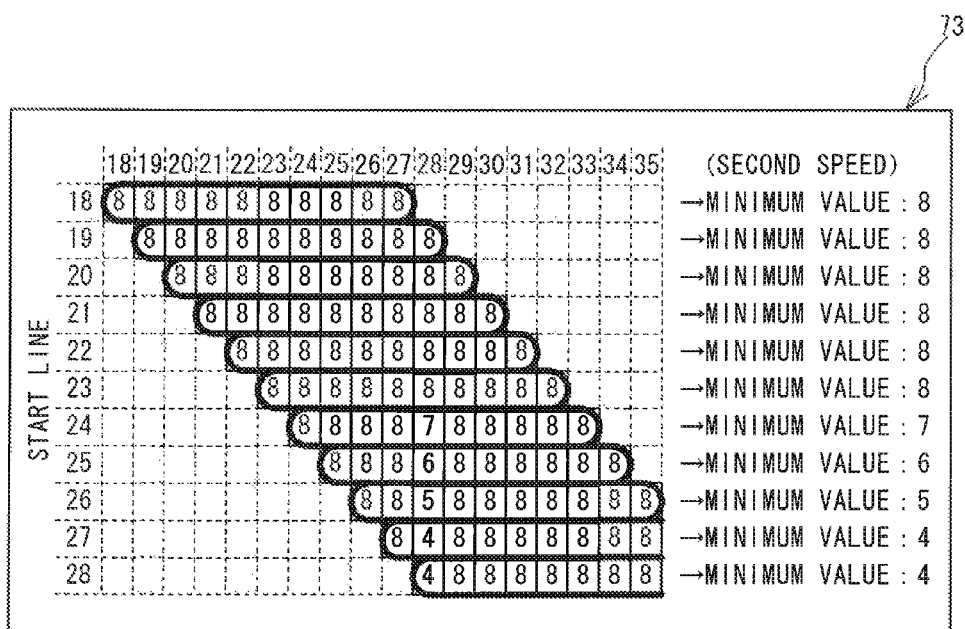 73
18 19 20 21 22 23 24 25 26 27 28 29 30 31 32 33 34 35 (SECOND SPEED)
START LINE
18 8 8 8 8 8 8 8 8 8 8 →MINIMUM VALUE : 8
19 8 8 8 8 8 8 8 8 8 8 →MINIMUM VALUE : 8
20 8 8 8 8 8 8 8 8 8 8 →MINIMUM VALUE : 8
21 8 8 8 8 8 8 8 8 8 8 →MINIMUM VALUE : 8
22 8 8 8 8 8 8 8 8 8 8 →MINIMUM VALUE : 8
23 8 8 8 8 8 8 8 8 8 8 →MINIMUM VALUE : 8
24 8 8 8 8 7 8 8 8 8 8 →MINIMUM VALUE : 7
25 8 8 8 6 8 8 8 8 8 8 →MINIMUM VALUE : 6
26 8 8 5 8 8 8 8 8 8 8 →MINIMUM VALUE : 5
27 8 4 8 8 8 8 8 8 8 →MINIMUM VALUE : 4
28 4 8 8 8 8 8 8 8 →MINIMUM VALUE : 4